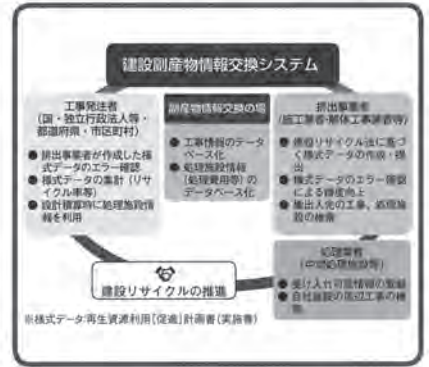 建設副産物情報交換システム
工事発注者
(国・独立行政法人等・
都道府県・市区町村)
● 排出事業者が作成した様
式データのエラー確認
● 様式データの集計(リサ
イクル率等)
● 設計積算時に処理施設情
報を利用
副産物情報交換の場
● 工事情報のデータ
ベース化
● 処理施設情報
(処理費用等)の
データベース化
排出事業者
(施工業者・解体工事業者等)
● 建設リサイクル法に基づ
く様式データの作成・提
出
● 様式データのエラー確認
による精度向上
● 搬出入先の工事、処理施
設の検索
処理業者
(中間処理施設等)
● 受け入れ可能情報の登録
● 自社施設の周辺工事の検
索
建設リサイクルの推進
※様式データ:再生資源利用[促進]計画書(実施書)